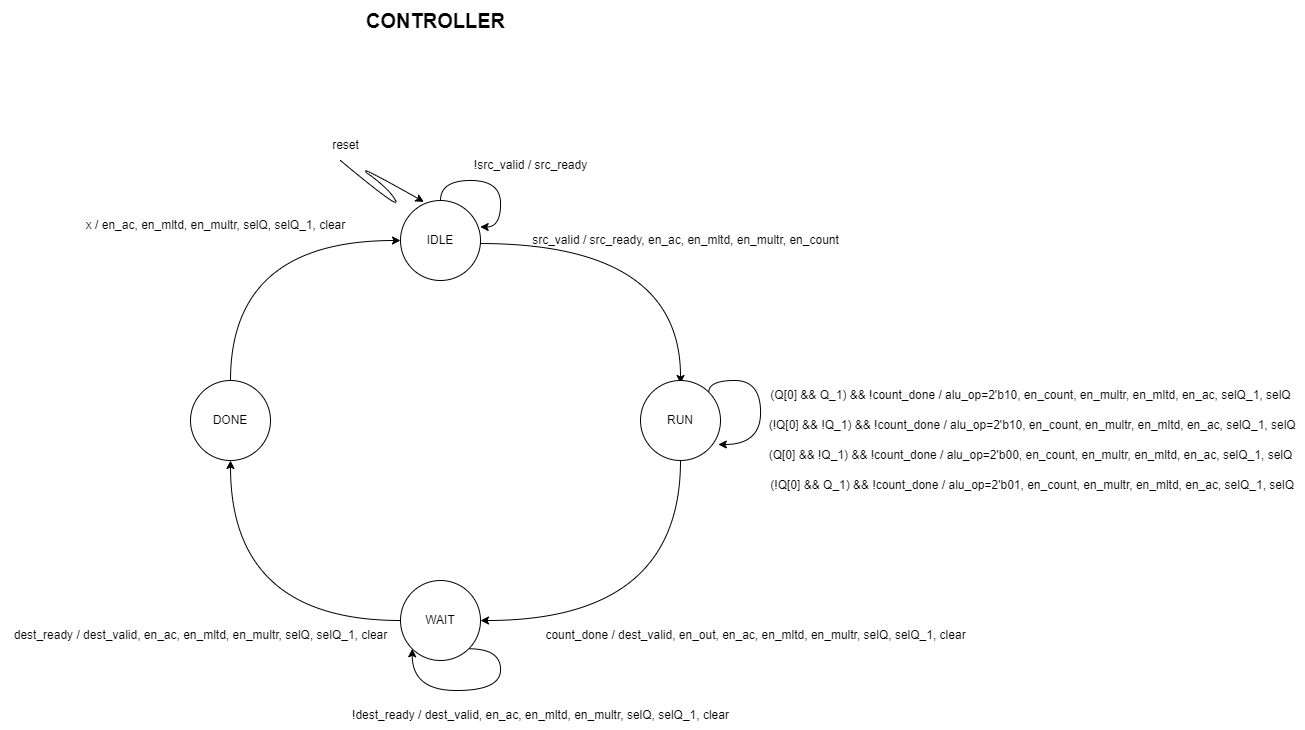 CONTROLLER
reset
!src_valid / src_ready
x / en_ac, en_mltd, en_multr, selQ, selQ_1, clear
IDLE
src_valid / src_ready, en_ac, en_mltd, en_multr, en_count
DONE
RUN
(Q[0] && Q_1) && !count_done / alu_op=2'b10, en_count, en_multr, en_mltd, en_ac, selQ_1, selQ
(!Q[0] && !Q_1) && !count_done / alu_op=2'b10, en_count, en_multr, en_mltd, en_ac, selQ_1, selQ
(Q[0] && !Q_1) && !count_done / alu_op=2'b00, en_count, en_multr, en_mltd, en_ac, selQ_1, selQ
(!Q[0] && Q_1) && !count_done / alu_op=2'b01, en_count, en_multr, en_mltd, en_ac, selQ_1, selQ
WAIT
dest_ready / dest_valid, en_ac, en_mltd, en_multr, selQ, selQ_1, clear
count_done / dest_valid, en_out, en_ac, en_mltd, en_multr, selQ, selQ_1, clear
!dest_ready / dest_valid, en_ac, en_mltd, en_multr, selQ, selQ_1, clear